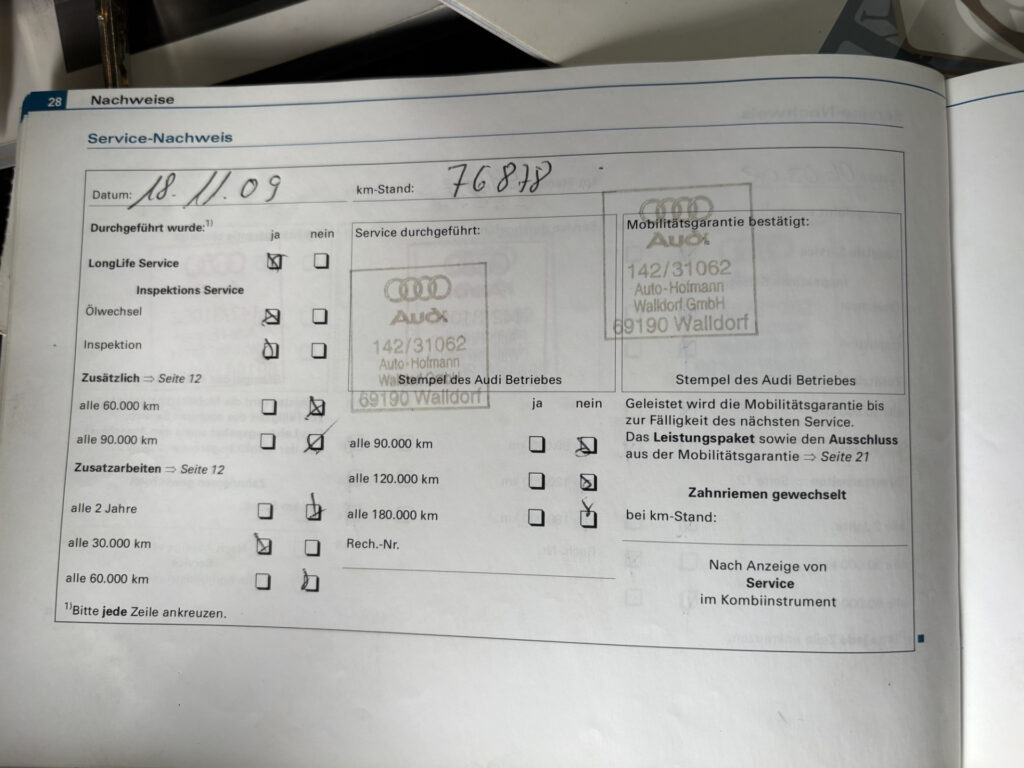 28 Nachweise
Service-Nachweis
Datum: 18.11.09 km-Stand: 76878
Durchgeführt wurde:1)
ja nein
LongLife Service
Inspektions Service
Ölwechsel
Inspektion
Zusätzlich ⇒ Seite 12
alle 60.000 km
alle 90.000 km
Zusatzarbeiten ⇒ Seite 12
alle 2 Jahre
alle 30.000 km
alle 60.000 km
1)Bitte jede Zeile ankreuzen.
Service durchgeführt:
Audi
142/31062
Auto-Hofmann
Walldorf GmbH
69190 Walldorf
Stempel des Audi Betriebes
ja nein
alle 90.000 km
alle 120.000 km
alle 180.000 km
Rech.-Nr.
Mobilitätsgarantie bestätigt:
Audi
142/31062
Auto-Hofmann
Walldorf GmbH
69190 Walldorf
Stempel des Audi Betriebes
Geleistet wird die Mobilitätsgarantie bis
zur Fälligkeit des nächsten Service.
Das Leistungspaket sowie den Ausschluss
aus der Mobilitätsgarantie ⇒ Seite 21
Zahnriemen gewechselt
bei km-Stand:
Nach Anzeige von
Service
im Kombiinstrument